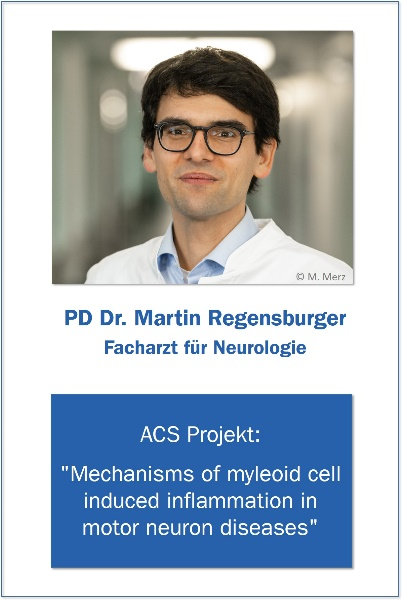 © M. Merz
PD Dr. Martin Regensburger
Facharzt für Neurologie
ACS Projekt:
"Mechanisms of myleoid cell
induced inflammation in
motor neuron diseases"